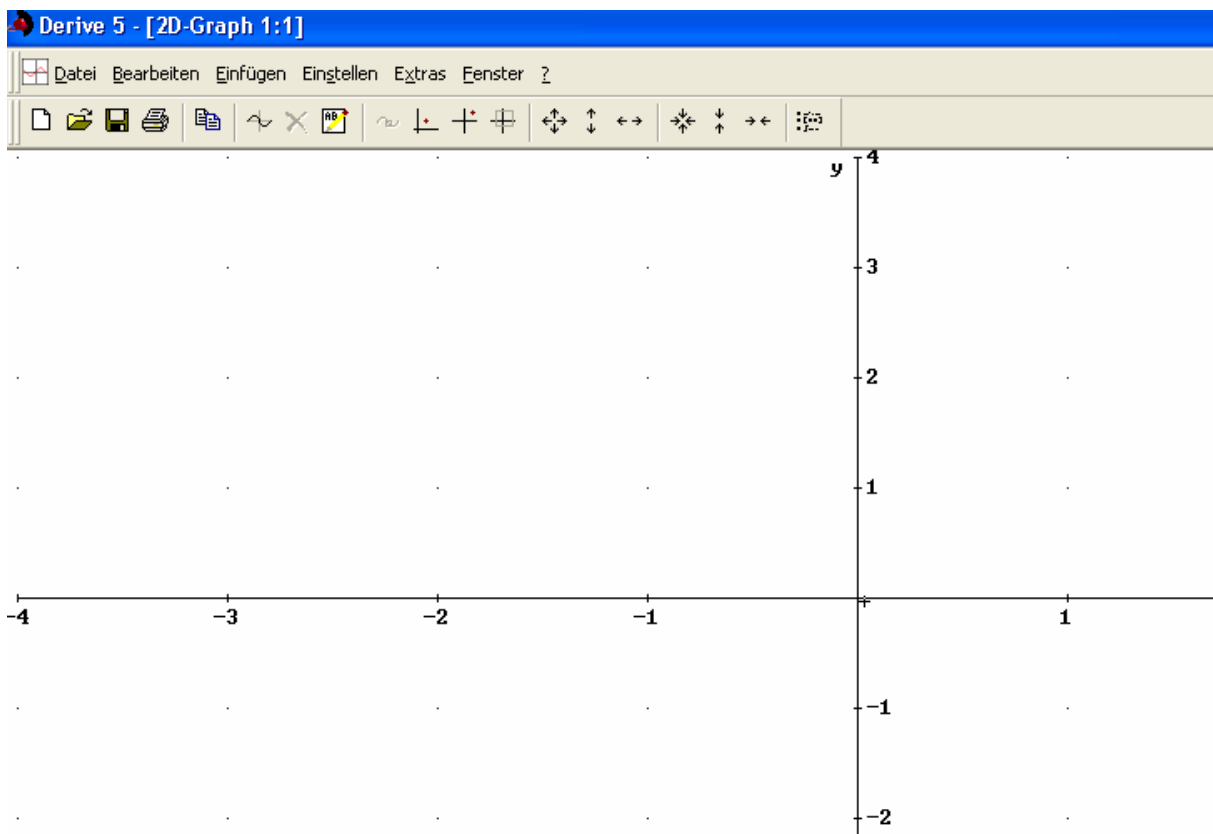 Derive 5 - [2D-Graph 1:1]
Datei Bearbeiten Einfügen Einstellen Extras Fenster ?
y 4
3
2
1
-4 -3 -2 -1 1
-1
-2